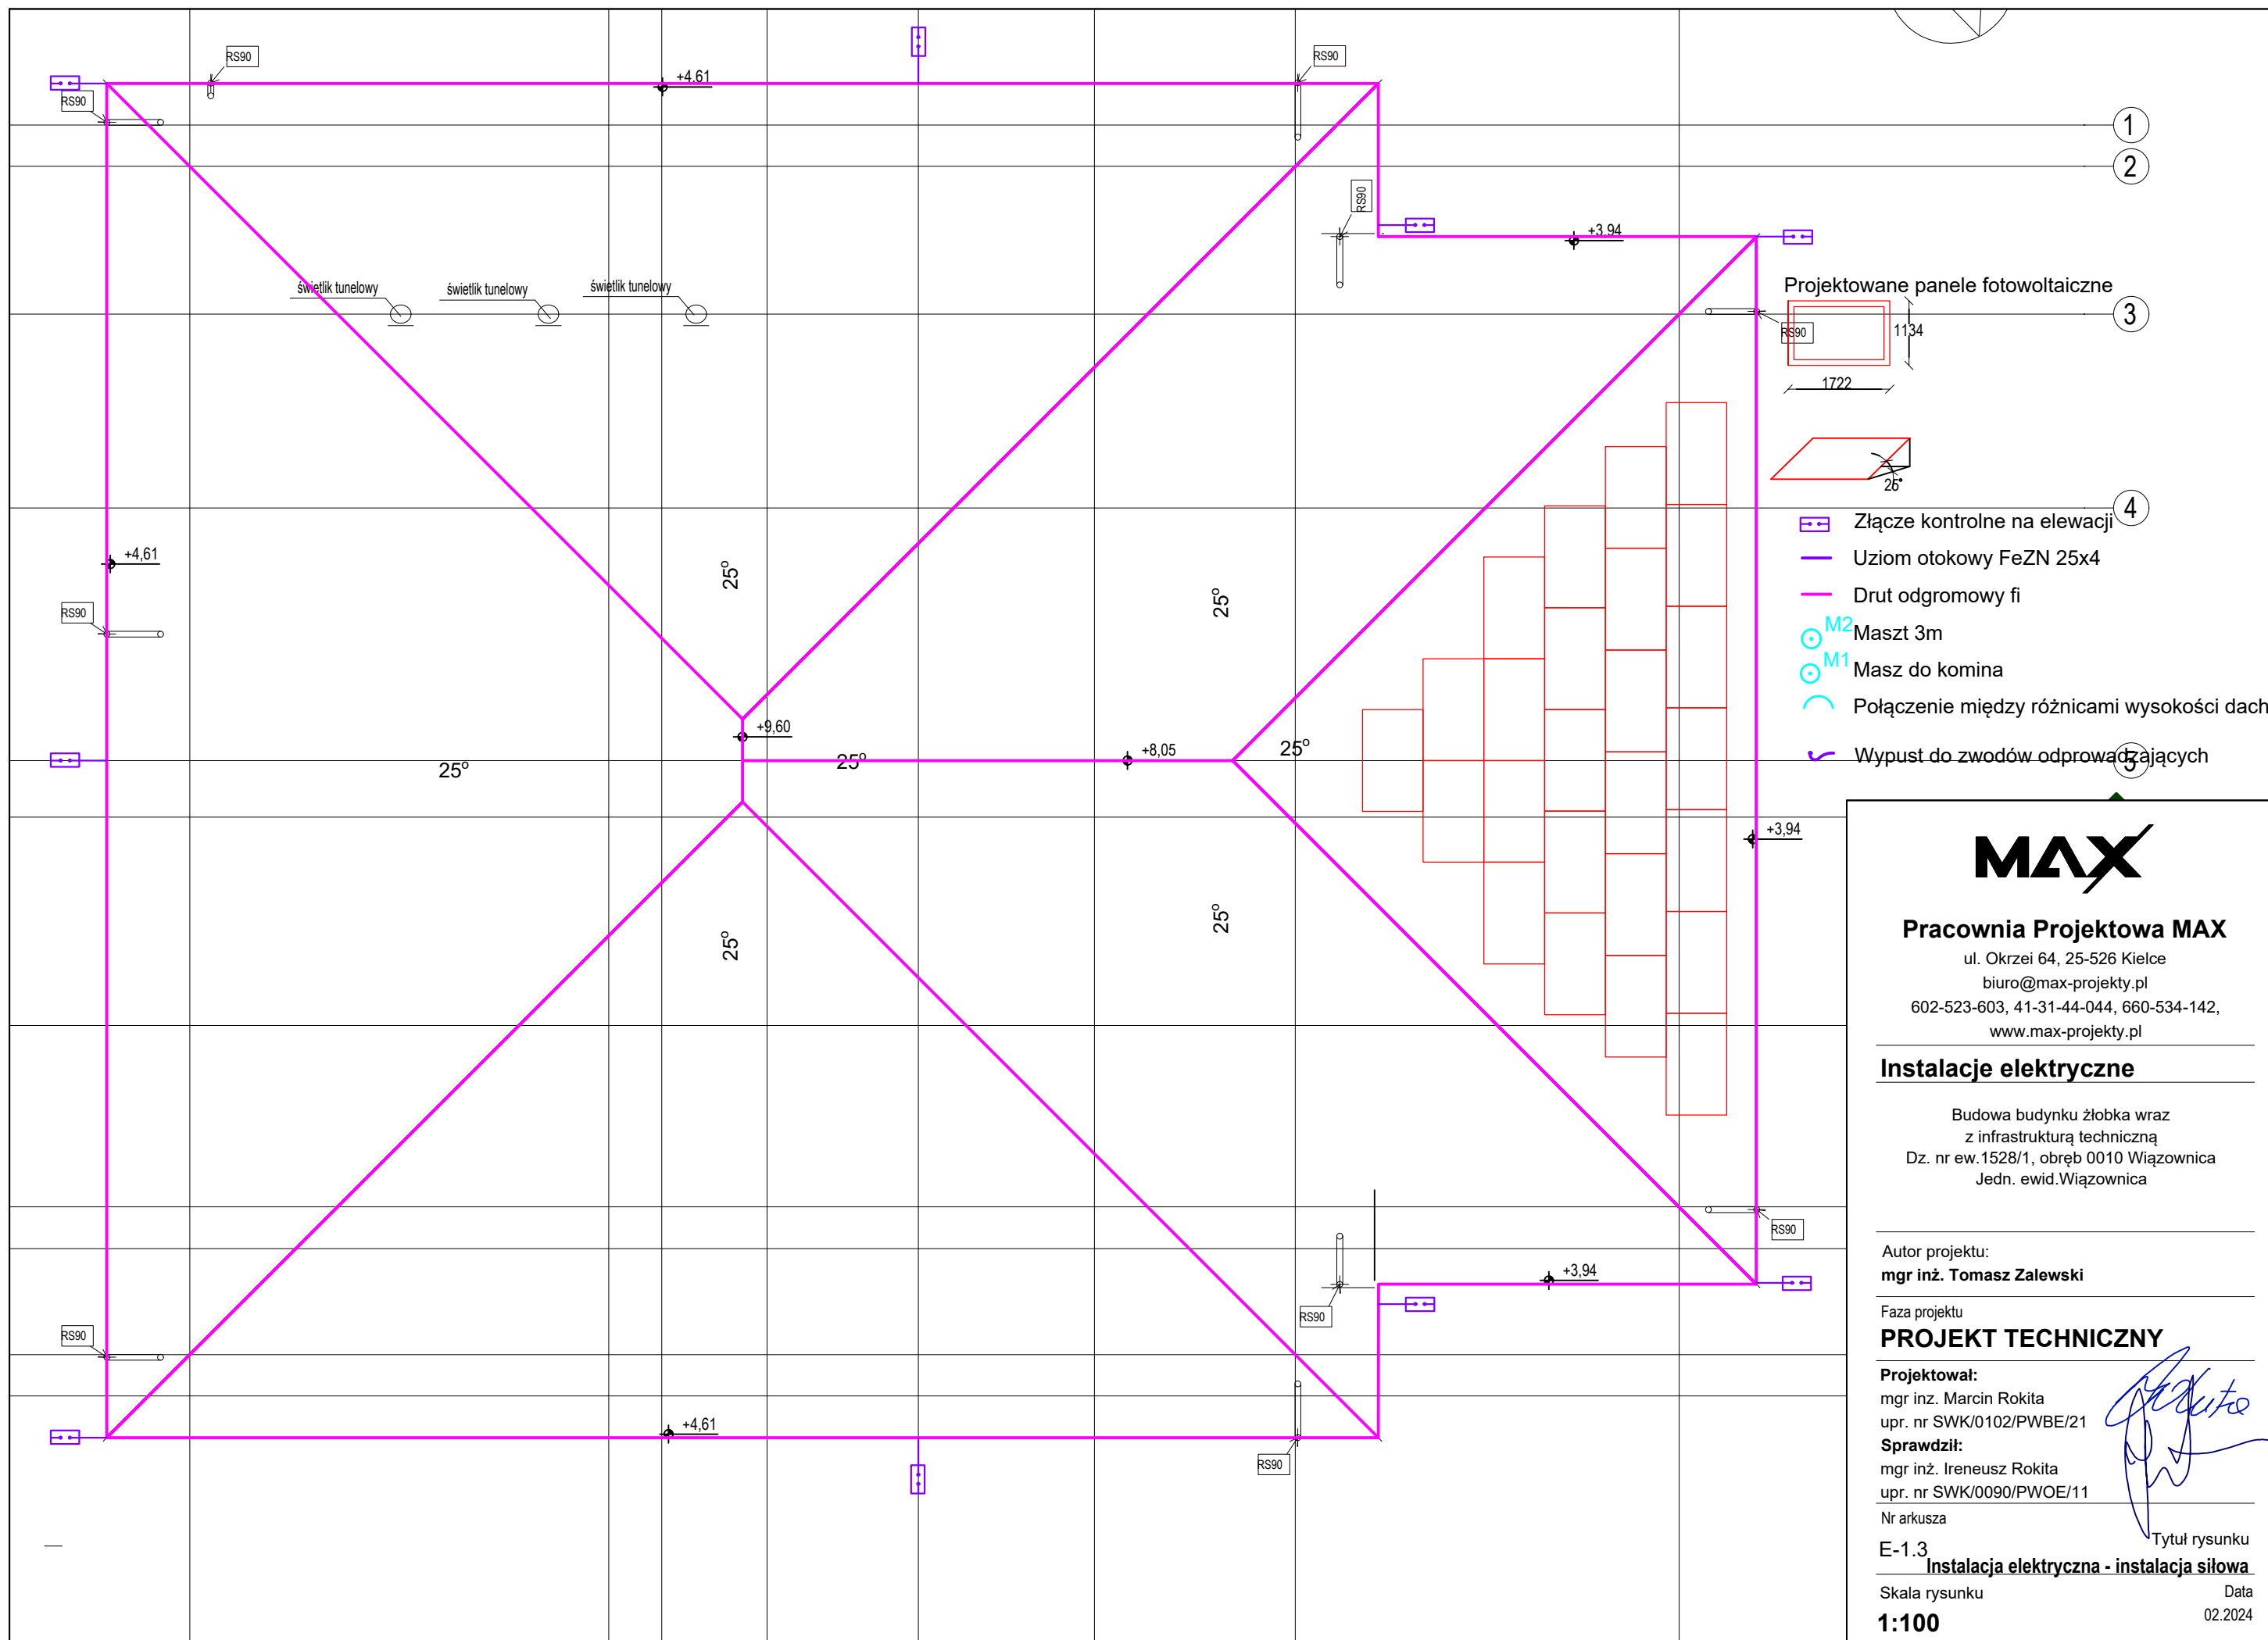 RS90
+4.61
RS90
RS90
1
2
RS90
+3.94
Projektowane panele fotowoltaiczne
świetlik tunelowy
świetlik tunelowy
świetlik tunelowy
3
RS90
1134
1722
25°
4
Złącze kontrolne na elewacji
Uziom otokowy FeZN 25x4
Drut odgromowy fi
M2
Maszt 3m
M1
Masz do komina
Połączenie między różnicami wysokości dach
Wypust do zwodów odprowadzających
5
+4,61
25°
25°
RS90
+9,60
+8,05
25°
25°
25°
+3,94
25°
25°
RS90
+3,94
RS90
RS90
+4,61
RS90
MAX
Pracownia Projektowa MAX
ul. Okrzei 64, 25-526 Kielce
biuro@max-projekty.pl
602-523-603, 41-31-44-044, 660-534-142,
www.max-projekty.pl
Instalacje elektryczne
Budowa budynku żłobka wraz
z infrastrukturą techniczną
Dz. nr ew.1528/1, obręb 0010 Wiązownica
Jedn. ewid.Wiązownica
Autor projektu:
mgr inż. Tomasz Zalewski
Faza projektu
PROJEKT TECHNICZNY
Projektował:
mgr inz. Marcin Rokita
upr. nr SWK/0102/PWBE/21
Sprawdził:
mgr inż. Ireneusz Rokita
upr. nr SWK/0090/PWOE/11
Nr arkusza
E-1.3
Tytuł rysunku
Instalacja elektryczna - instalacja siłowa
Skala rysunku
Data
1:100
02.2024